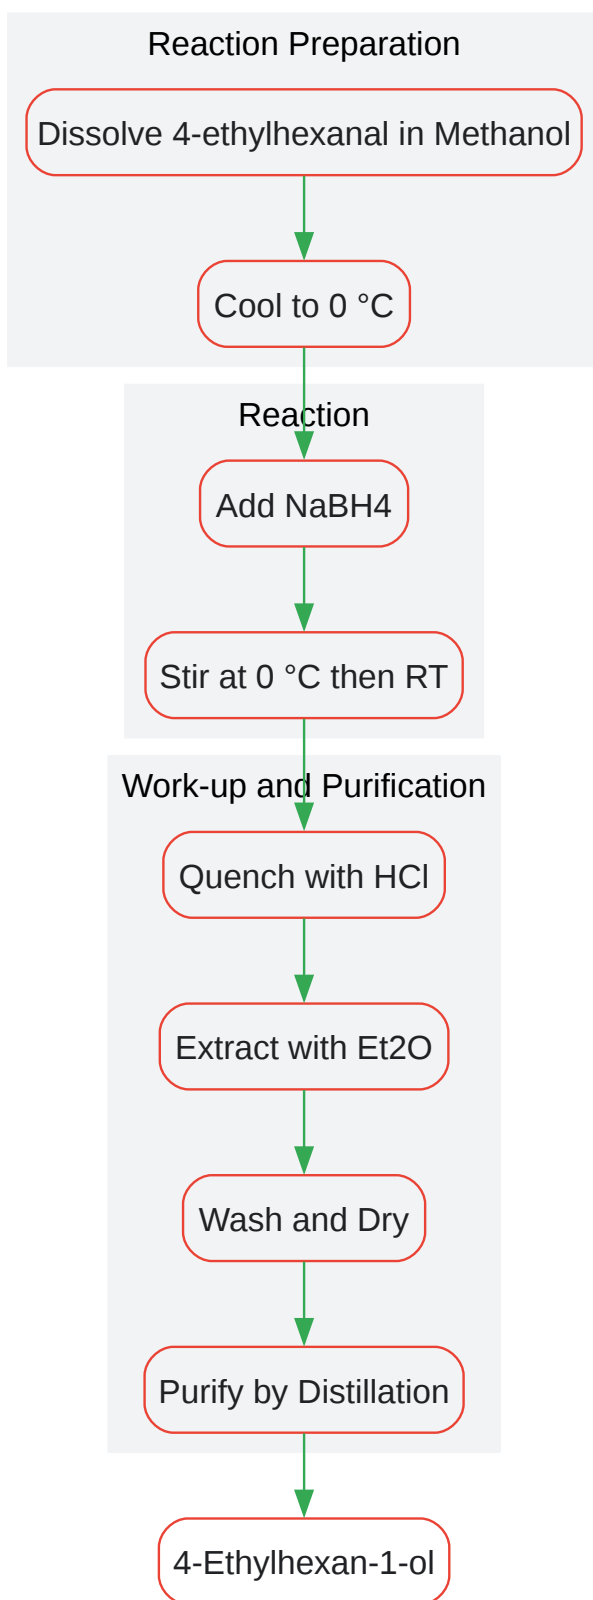 Reaction Preparation
Dissolve 4-ethylhexanal in Methanol
Cool to 0 °C
Reaction
Add NaBH4
Stir at 0 °C then RT
Work-up and Purification
Quench with HCl
Extract with Et2O
Wash and Dry
Purify by Distillation
4-Ethylhexan-1-ol